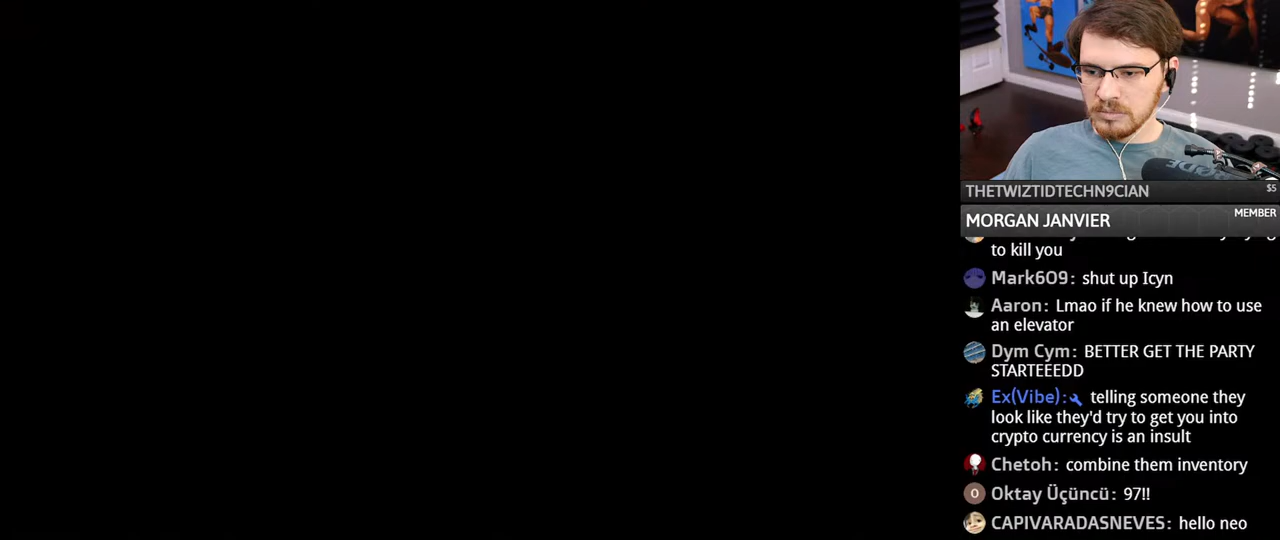 THETWIZTIDTECHN9CIAN $5
MORGAN JANVIER MEMBER
to kill you
Mark609: shut up Icyn
Aaron: Lmao if he knew how to use
an elevator
Dym Cym: BETTER GET THE PARTY
STARTEEEDD
Ex(Vibe): telling someone they
look like they'd try to get you into
crypto currency is an insult
Chetoh: combine them inventory
O Oktay Üçüncü: 97!!
CAPIVARADASNEVES: hello neo